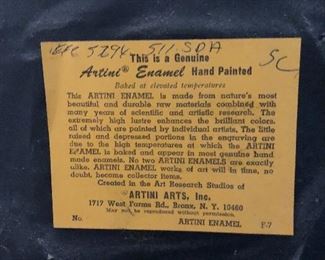 5294 511 SDA SC
This is a Genuine
Artini® Enamel Hand Painted
Baked at elevated temperatures
This ARTINI ENAMEL is made from nature's most
beautiful and durable raw materials combined with
many years of scientific and artistic research. The
extremely high lustre enhances the brilliant colors,
all of which are painted by individual artists. The little
raised and depressed portions in the engraving are
due to the high temperatures at which the ARTINI
ENAMEL is baked and appear in most genuine hand
made enamels. No two ARTINI ENAMELS are exactly
alike. ARTINI ENAMEL works of art will in time, no
doubt, become collector items.
Created in the Art Research Studios of
ARTINI ARTS, Inc.
1717 West Farms Rd., Bronx, N. Y. 10460
May not be reproduced without permission.
No. ARTINI ENAMEL F-7